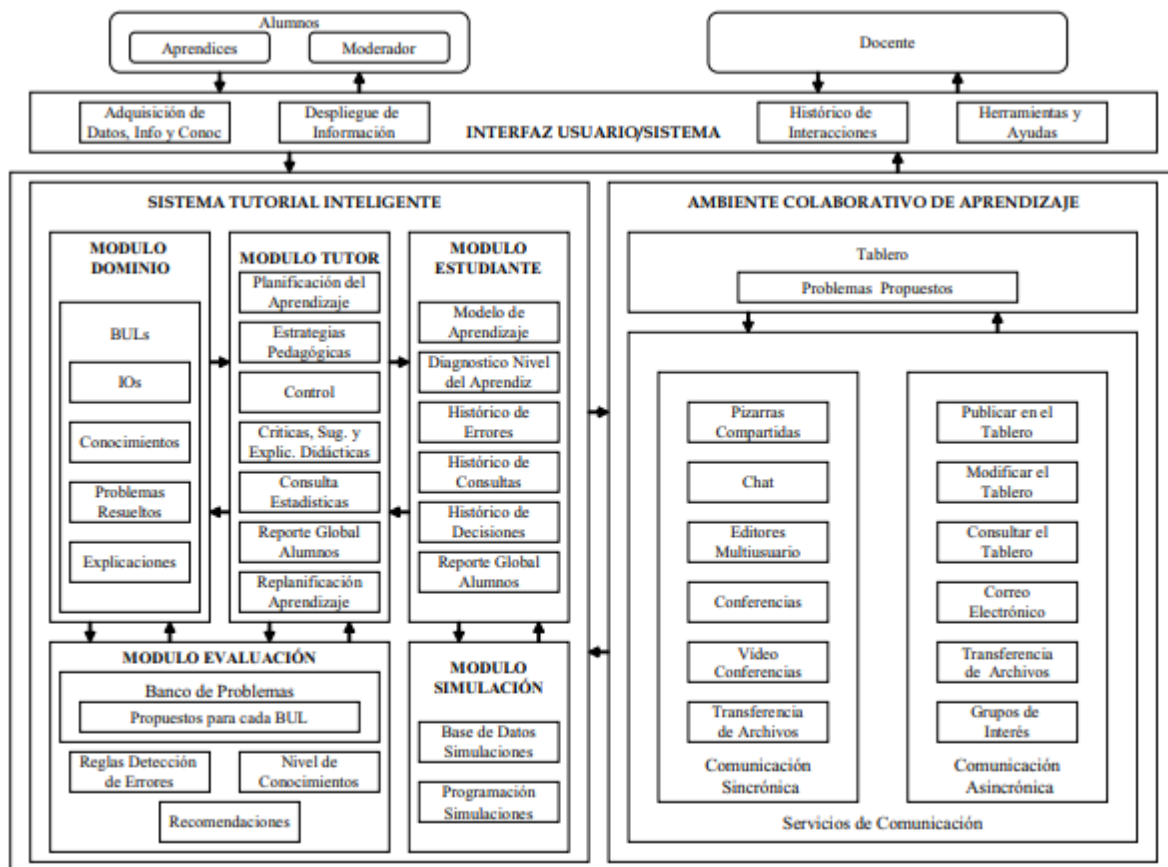 Alumnos
Aprendices
Moderador
Docente
Adquisición de
Datos, Info y Conoc
Despliegue de
Información
INTERFAZ USUARIO/SISTEMA
Histórico de
Interacciones
Herramientas y
Ayudas
SISTEMA TUTORIAL INTELIGENTE
MODULO
DOMINIO
BULs
IOs
Conocimientos
Problemas
Resueltos
Explicaciones
MODULO TUTOR
Planificación del
Aprendizaje
Estrategias
Pedagógicas
Control
Criticas, Sug. y
Explic. Didácticas
Consulta
Estadísticas
Reporte Global
Alumnos
Replanificación
Aprendizaje
MODULO
ESTUDIANTE
Modelo de
Aprendizaje
Diagnostico Nivel
del Aprendiz
Histórico de
Errores
Histórico de
Consultas
Histórico de
Decisiones
Reporte Global
Alumnos
MODULO EVALUACIÓN
Banco de Problemas
Propuestos para cada BUL
Reglas Detección
de Errores
Nivel de
Conocimientos
Recomendaciones
MODULO
SIMULACIÓN
Base de Datos
Simulaciones
Programación
Simulaciones
AMBIENTE COLABORATIVO DE APRENDIZAJE
Tablero
Problemas Propuestos
Pizarras
Compartidas
Chat
Editores
Multiusuario
Conferencias
Vídeo
Conferencias
Transferencia
de Archivos
Comunicación
Sincrónica
Publicar en el
Tablero
Modificar el
Tablero
Consultar el
Tablero
Correo
Electrónico
Transferencia
de Archivos
Grupos de
Interés
Comunicación
Asincrónica
Servicios de Comunicación